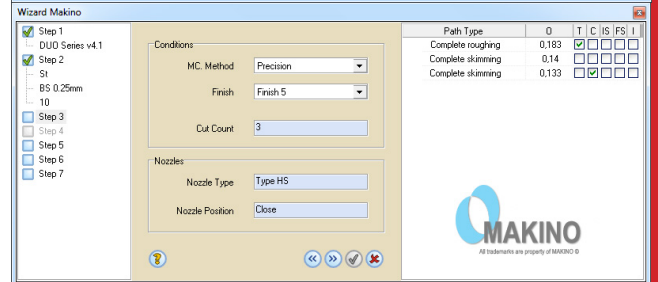 Wizard Makino
Step 1
DUO Series v4.1
Step 2
St
BS 0.25mm
10
Step 3
Step 4
Step 5
Step 6
Step 7
Conditions
MC. Method Precision
Finish Finish 5
Cut Count 3
Nozzles
Nozzle Type Type HS
Nozzle Position Close
Path Type O T C IS FS I
Complete roughing 0,183
Complete skimming 0,14
Complete skimming 0,133
MAKINO
All trademarks are property of MAKINO ©